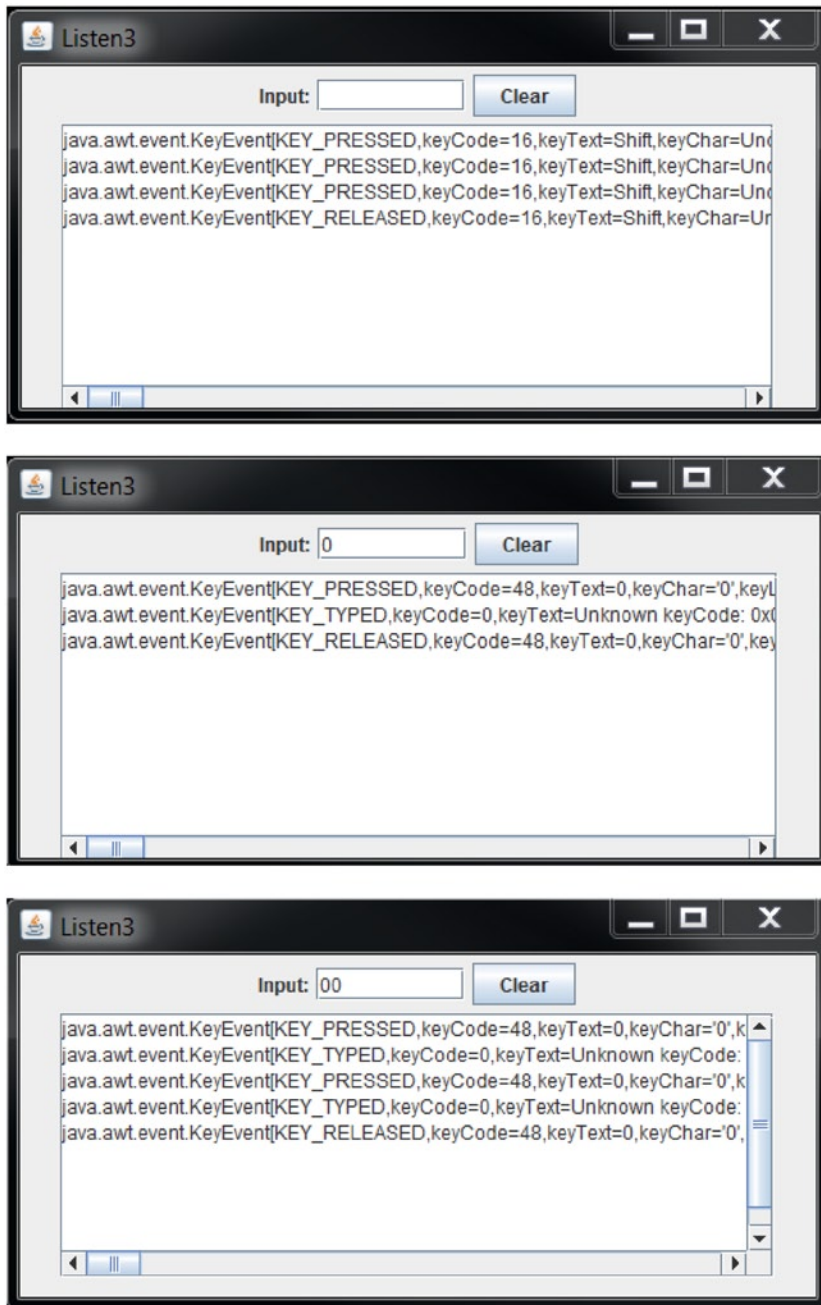 Listen3
Input: Clear
java.awt.event.KeyEvent[KEY_PRESSED,keyCode=16,keyText=Shift,keyChar=Und
java.awt.event.KeyEvent[KEY_PRESSED,keyCode=16,keyText=Shift,keyChar=Und
java.awt.event.KeyEvent[KEY_PRESSED,keyCode=16,keyText=Shift,keyChar=Und
java.awt.event.KeyEvent[KEY_RELEASED,keyCode=16,keyText=Shift,keyChar=Un
Listen3
Input: 0 Clear
java.awt.event.KeyEvent[KEY_PRESSED,keyCode=48,keyText=0,keyChar='0',keyL
java.awt.event.KeyEvent[KEY_TYPED,keyCode=0,keyText=Unknown keyCode: 0x0
java.awt.event.KeyEvent[KEY_RELEASED,keyCode=48,keyText=0,keyChar='0',key
Listen3
Input: 00 Clear
java.awt.event.KeyEvent[KEY_PRESSED,keyCode=48,keyText=0,keyChar='0',k
java.awt.event.KeyEvent[KEY_TYPED,keyCode=0,keyText=Unknown keyCode:
java.awt.event.KeyEvent[KEY_PRESSED,keyCode=48,keyText=0,keyChar='0',k
java.awt.event.KeyEvent[KEY_TYPED,keyCode=0,keyText=Unknown keyCode:
java.awt.event.KeyEvent[KEY_RELEASED,keyCode=48,keyText=0,keyChar='0',